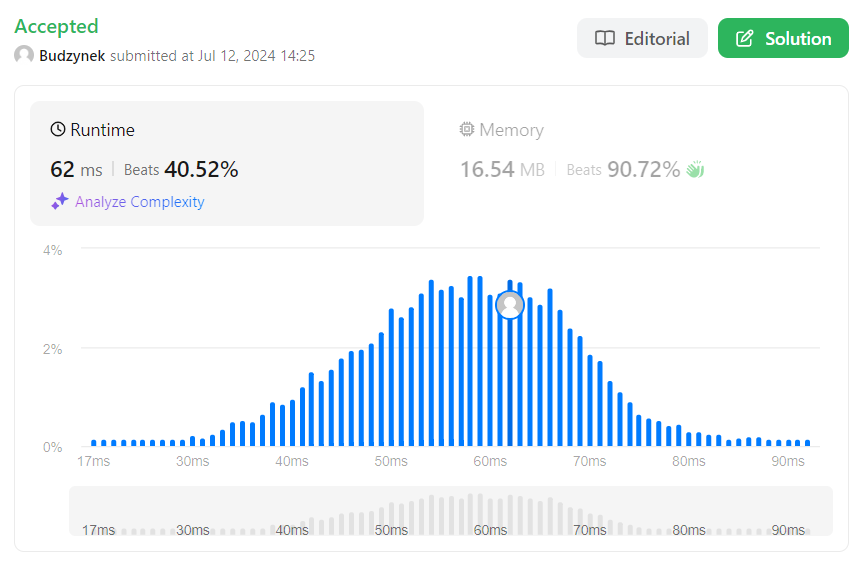 Accepted
Budzynek submitted at Jul 12, 2024 14:25
Editorial
Solution
Runtime
62 ms | Beats 40.52%
Analyze Complexity
Memory
16.54 MB | Beats 90.72%
4%
2%
0%
17ms 30ms 40ms 50ms 60ms 70ms 80ms 90ms
17ms 30ms 40ms 50ms 60ms 70ms 80ms 90ms